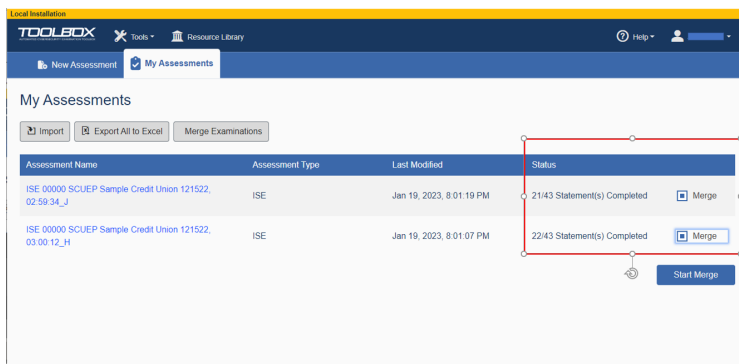 Local Installation
TOOLBOX Tools Resource Library Help
New Assessment My Assessments
My Assessments
Import Export All to Excel Merge Examinations
Assessment Name Assessment Type Last Modified Status
ISE 00000 SCUEP Sample Credit Union 121522,
02:59:34_J ISE Jan 19, 2023, 8:01:19 PM 21/43 Statement(s) Completed Merge
ISE 00000 SCUEP Sample Credit Union 121522,
03:00:12_H ISE Jan 19, 2023, 8:01:07 PM 22/43 Statement(s) Completed Merge
Start Merge